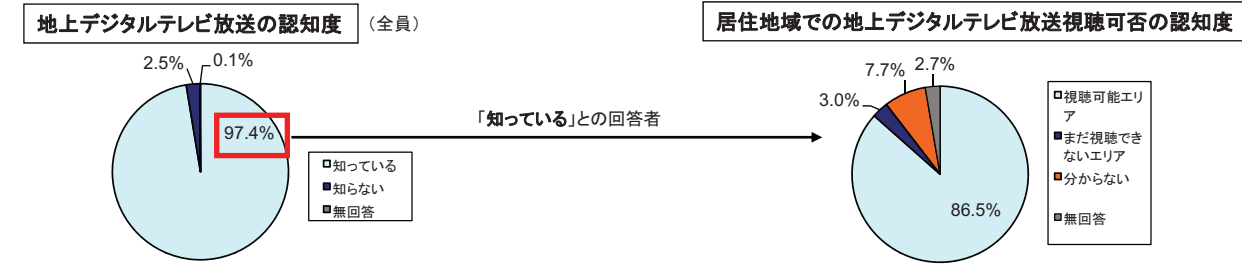 地上デジタルテレビ放送の認知度
(全員)
2.5%
0.1%
97.4%
■知っている
■知らない
■無回答
「知っている」との回答者
居住地域での地上デジタルテレビ放送視聴可否の認知度
7.7%
2.7%
3.0%
86.5%
■視聴可能エリ
ア
■まだ視聴でき
ないエリア
■分からない
■無回答